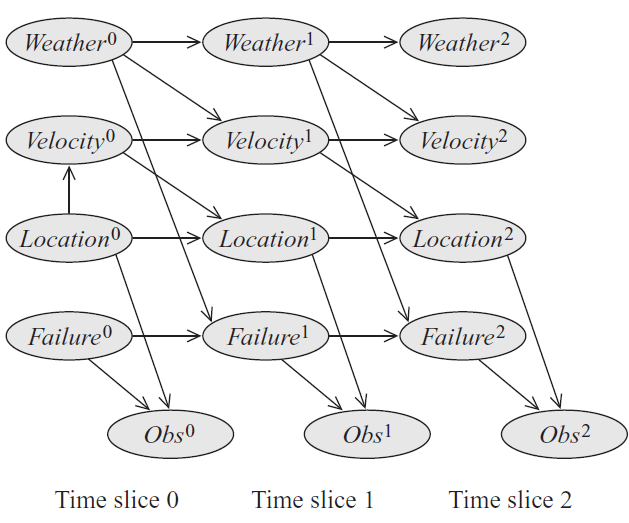 Weather0 Weather1 Weather2
Velocity0 Velocity1 Velocity2
Location0 Location1 Location2
Failure0 Failure1 Failure2
Obs0 Obs1 Obs2
Time slice 0 Time slice 1 Time slice 2